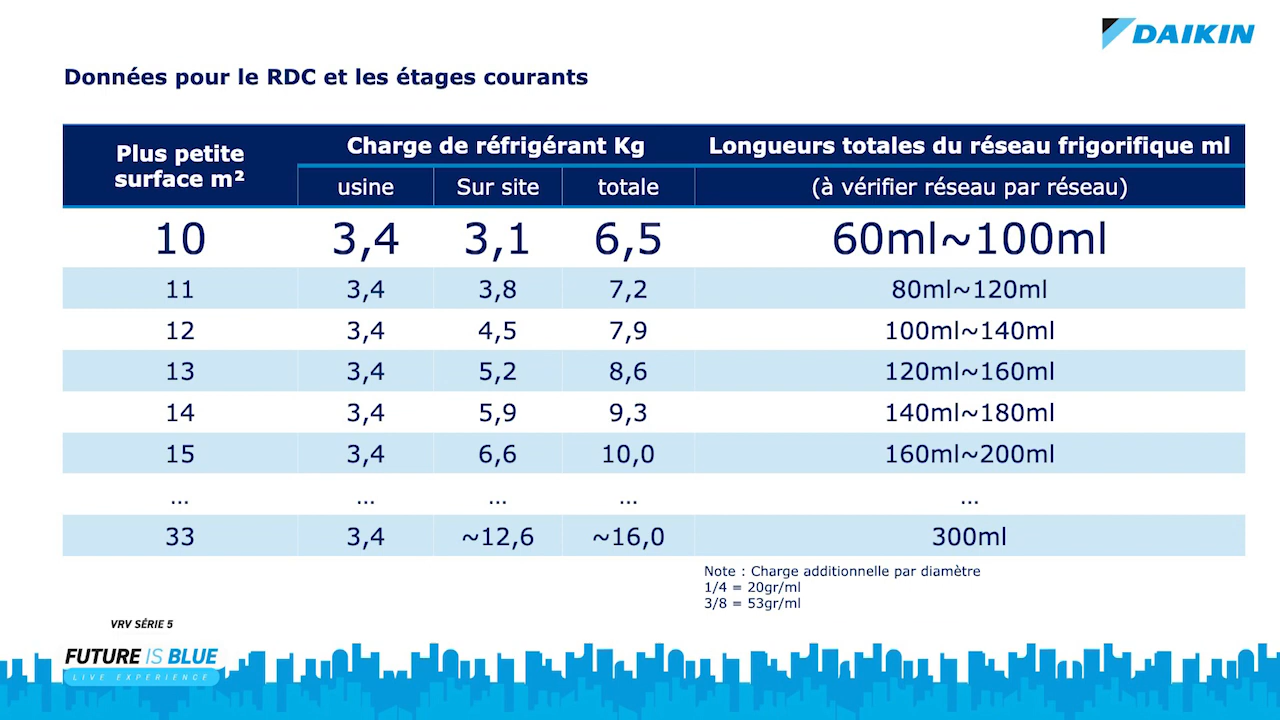 DAIKIN
Données pour le RDC et les étages courants
Plus petite surface m² | Charge de réfrigérant Kg | Longueurs totales du réseau frigorifique ml
usine | Sur site | totale | (à vérifier réseau par réseau)
10 | 3,4 | 3,1 | 6,5 | 60ml~100ml
11 | 3,4 | 3,8 | 7,2 | 80ml~120ml
12 | 3,4 | 4,5 | 7,9 | 100ml~140ml
13 | 3,4 | 5,2 | 8,6 | 120ml~160ml
14 | 3,4 | 5,9 | 9,3 | 140ml~180ml
15 | 3,4 | 6,6 | 10,0 | 160ml~200ml
… | … | … | … | …
33 | 3,4 | ~12,6 | ~16,0 | 300ml
Note : Charge additionnelle par diamètre
1/4 = 20gr/ml
3/8 = 53gr/ml
VRV SÉRIE 5
FUTURE IS BLUE
LIVE EXPERIENCE